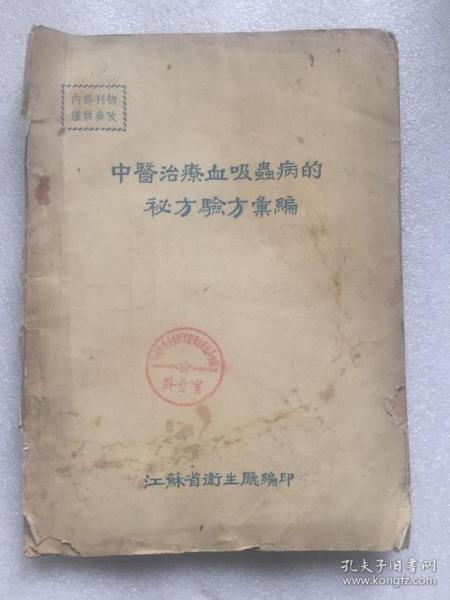 內部刊物
僅供參攷
中醫治療血吸蟲病的
祕方驗方彙編
江蘇省衛生廳編印
孔夫子旧书网
www.kongfz.com